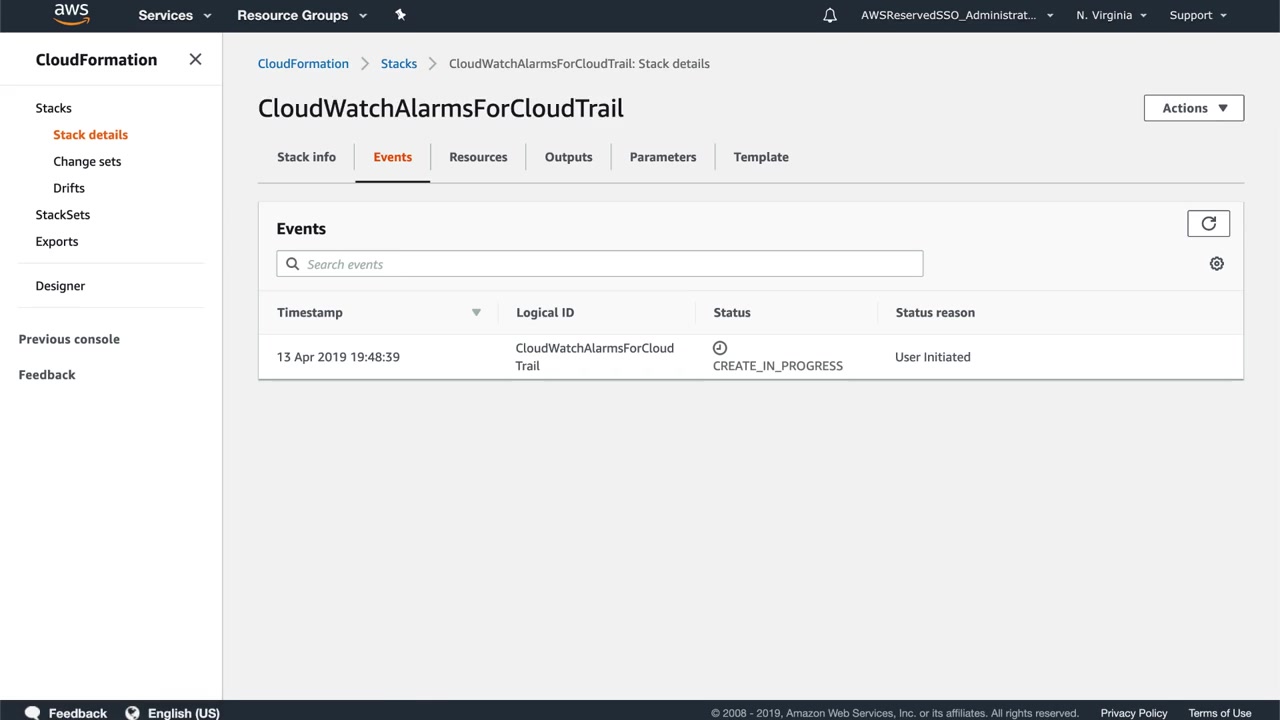 aws
Services
Resource Groups
AWSReservedSSO_Administrat...
N. Virginia
Support
CloudFormation
Stacks
Stack details
Change sets
Drifts
StackSets
Exports
Designer
Previous console
Feedback
CloudFormation
Stacks
CloudWatchAlarmsForCloudTrail: Stack details
CloudWatchAlarmsForCloudTrail
Actions
Stack info
Events
Resources
Outputs
Parameters
Template
Events
Search events
Timestamp
Logical ID
Status
Status reason
13 Apr 2019 19:48:39
CloudWatchAlarmsForCloud
Trail
CREATE_IN_PROGRESS
User Initiated
Feedback
English (US)
© 2008 - 2019, Amazon Web Services, Inc. or its affiliates. All rights reserved.
Privacy Policy
Terms of Use